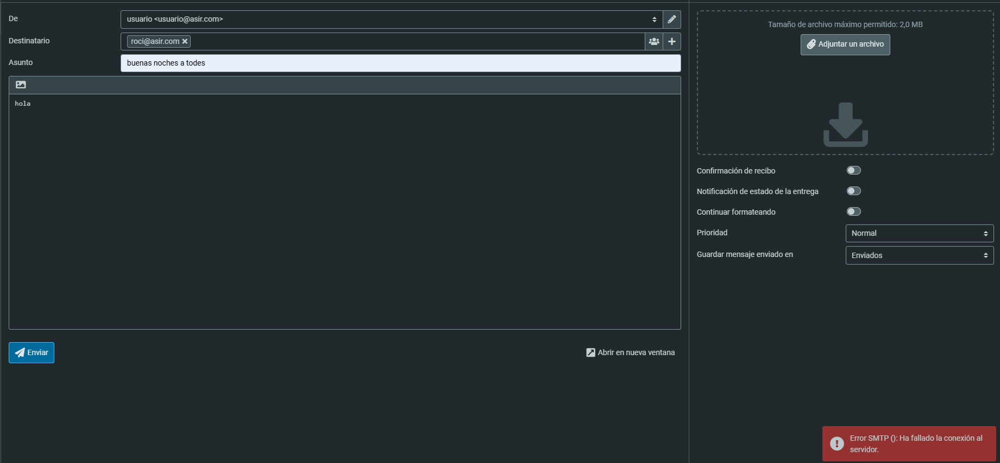 De
usuario <usuario@asir.com>
Destinatario
roci@asir.com
Asunto
buenas noches a todes
hola
Enviar
Abrir en nueva ventana
Tamaño de archivo máximo permitido: 2,0 MB
Adjuntar un archivo
Confirmación de recibo
Notificación de estado de la entrega
Continuar formateando
Prioridad
Normal
Guardar mensaje enviado en
Enviados
Error SMTP (): Ha fallado la conexión al
servidor.